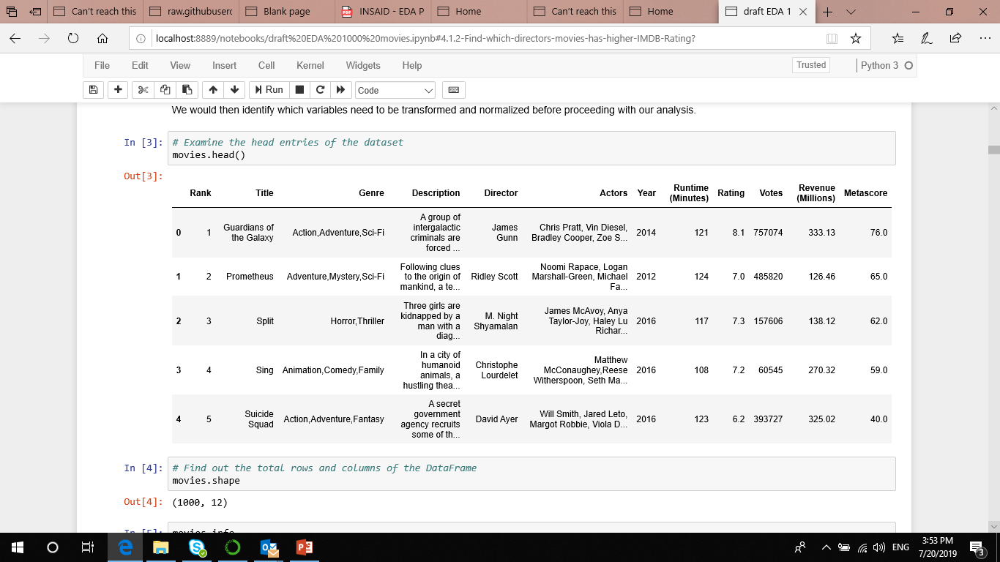 Can't reach this
raw.githubuserc
Blank page
INSAID - EDA P
Home
Can't reach this
Home
draft EDA 1
localhost:8889/notebooks/draft%20EDA%201000%20movies.ipynb#4.1.2-Find-which-directors-movies-has-higher-IMDB-Rating?
File Edit View Insert Cell Kernel Widgets Help Trusted Python 3
Run Code
We would then identify which variables need to be transformed and normalized before proceeding with our analysis.
In [3]: # Examine the head entries of the dataset
movies.head()
Out[3]:
Rank Title Genre Description Director Actors Year Runtime (Minutes) Rating Votes Revenue (Millions) Metascore
0 1 Guardians of the Galaxy Action,Adventure,Sci-Fi A group of intergalactic criminals are forced ... James Gunn Chris Pratt, Vin Diesel, Bradley Cooper, Zoe S... 2014 121 8.1 757074 333.13 76.0
1 2 Prometheus Adventure,Mystery,Sci-Fi Following clues to the origin of mankind, a te... Ridley Scott Noomi Rapace, Logan Marshall-Green, Michael Fa... 2012 124 7.0 485820 126.46 65.0
2 3 Split Horror,Thriller Three girls are kidnapped by a man with a diag... M. Night Shyamalan James McAvoy, Anya Taylor-Joy, Haley Lu Richar... 2016 117 7.3 157606 138.12 62.0
3 4 Sing Animation,Comedy,Family In a city of humanoid animals, a hustling thea... Christophe Lourdelet Matthew McConaughey,Reese Witherspoon, Seth Ma... 2016 108 7.2 60545 270.32 59.0
4 5 Suicide Squad Action,Adventure,Fantasy A secret government agency recruits some of th... David Ayer Will Smith, Jared Leto, Margot Robbie, Viola D... 2016 123 6.2 393727 325.02 40.0
In [4]: # Find out the total rows and columns of the DataFrame
movies.shape
Out[4]: (1000, 12)
In [5]: movies.info
ENG
3:53 PM
7/20/2019
3